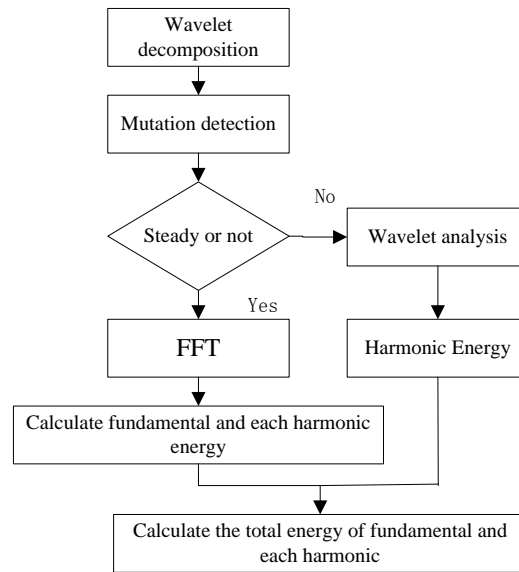 Wavelet
decomposition
Mutation detection
No
Steady or not
Wavelet analysis
Yes
FFT
Harmonic Energy
Calculate fundamental and each harmonic
energy
Calculate the total energy of fundamental and
each harmonic